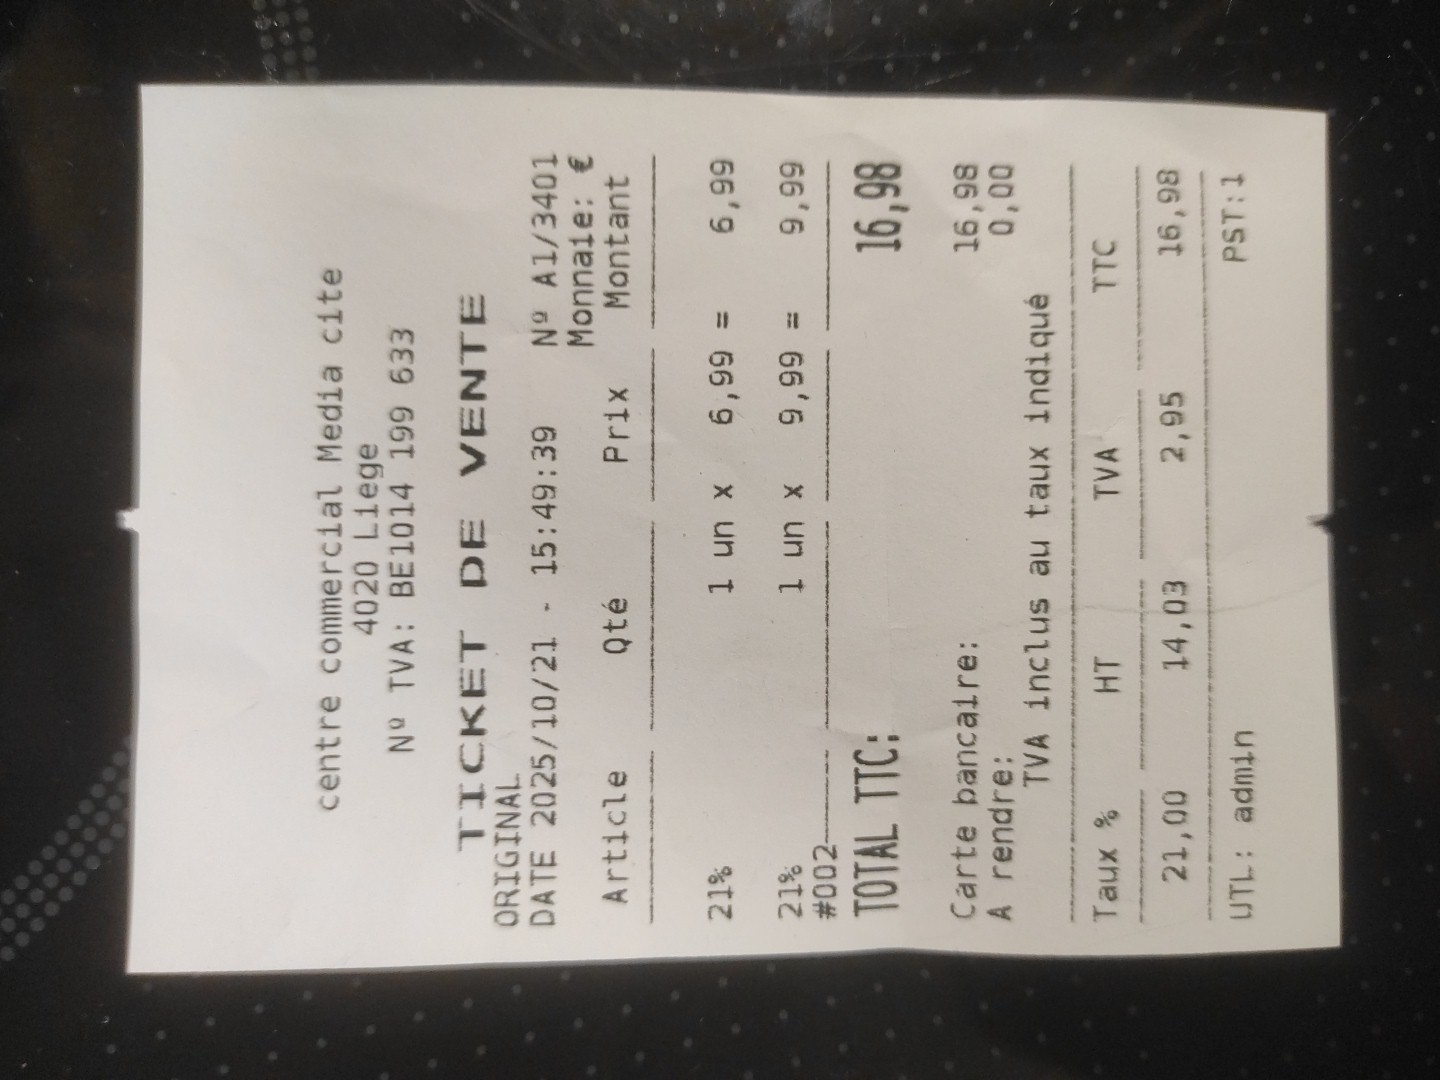 centre commercial Media cite
4020 Liege
Nº TVA: BE1014 199 633
TICKET DE VENTE
ORIGINAL
DATE 2025/10/21 - 15:49:39 Nº A1/3401
Monnaie: €
Article Qté Prix Montant
21% 1 un x 6,99 = 6,99
21% 1 un x 9,99 = 9,99
#002
TOTAL TTC: 16,98
Carte bancaire: 16,98
A rendre: 0,00
TVA inclus au taux indiqué
Taux % HT TVA TTC
21,00 14,03 2,95 16,98
UTL: admin PST:1